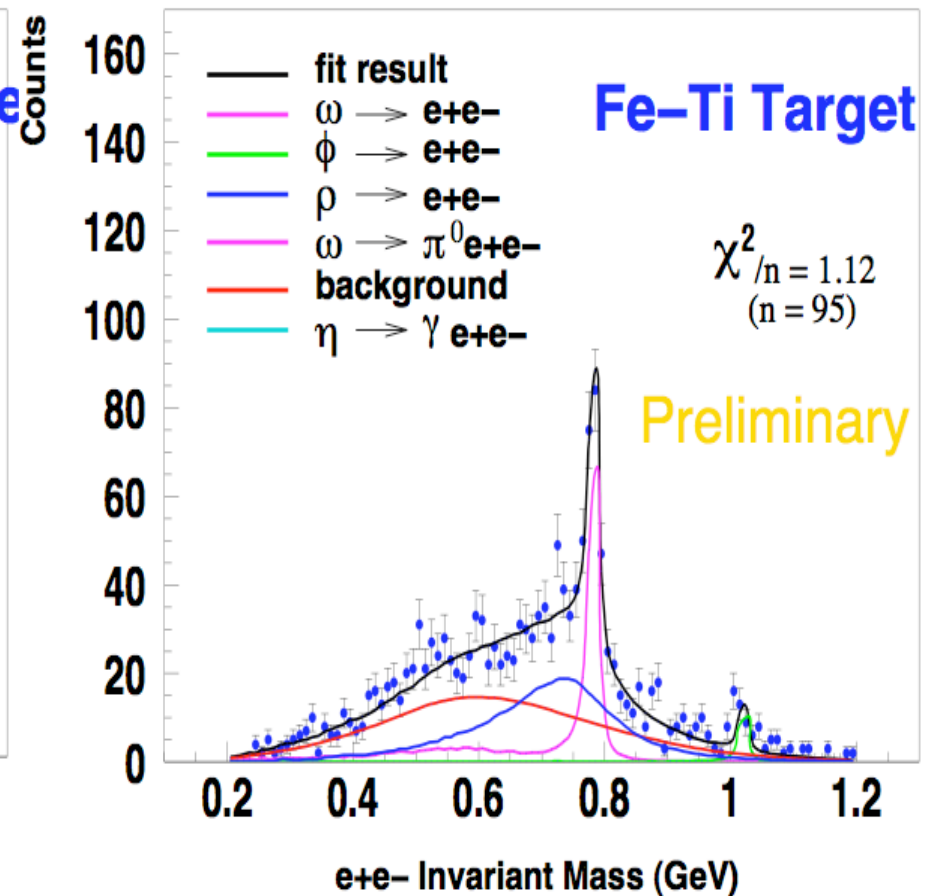 e
Counts
160
140
120
100
80
60
40
20
0
fit result
ω → e+e−
ϕ → e+e−
ρ → e+e−
ω → π⁰e+e−
background
η → γ e+e−
Fe−Ti Target
χ²/n = 1.12
(n = 95)
Preliminary
0.2 0.4 0.6 0.8 1 1.2
e+e− Invariant Mass (GeV)